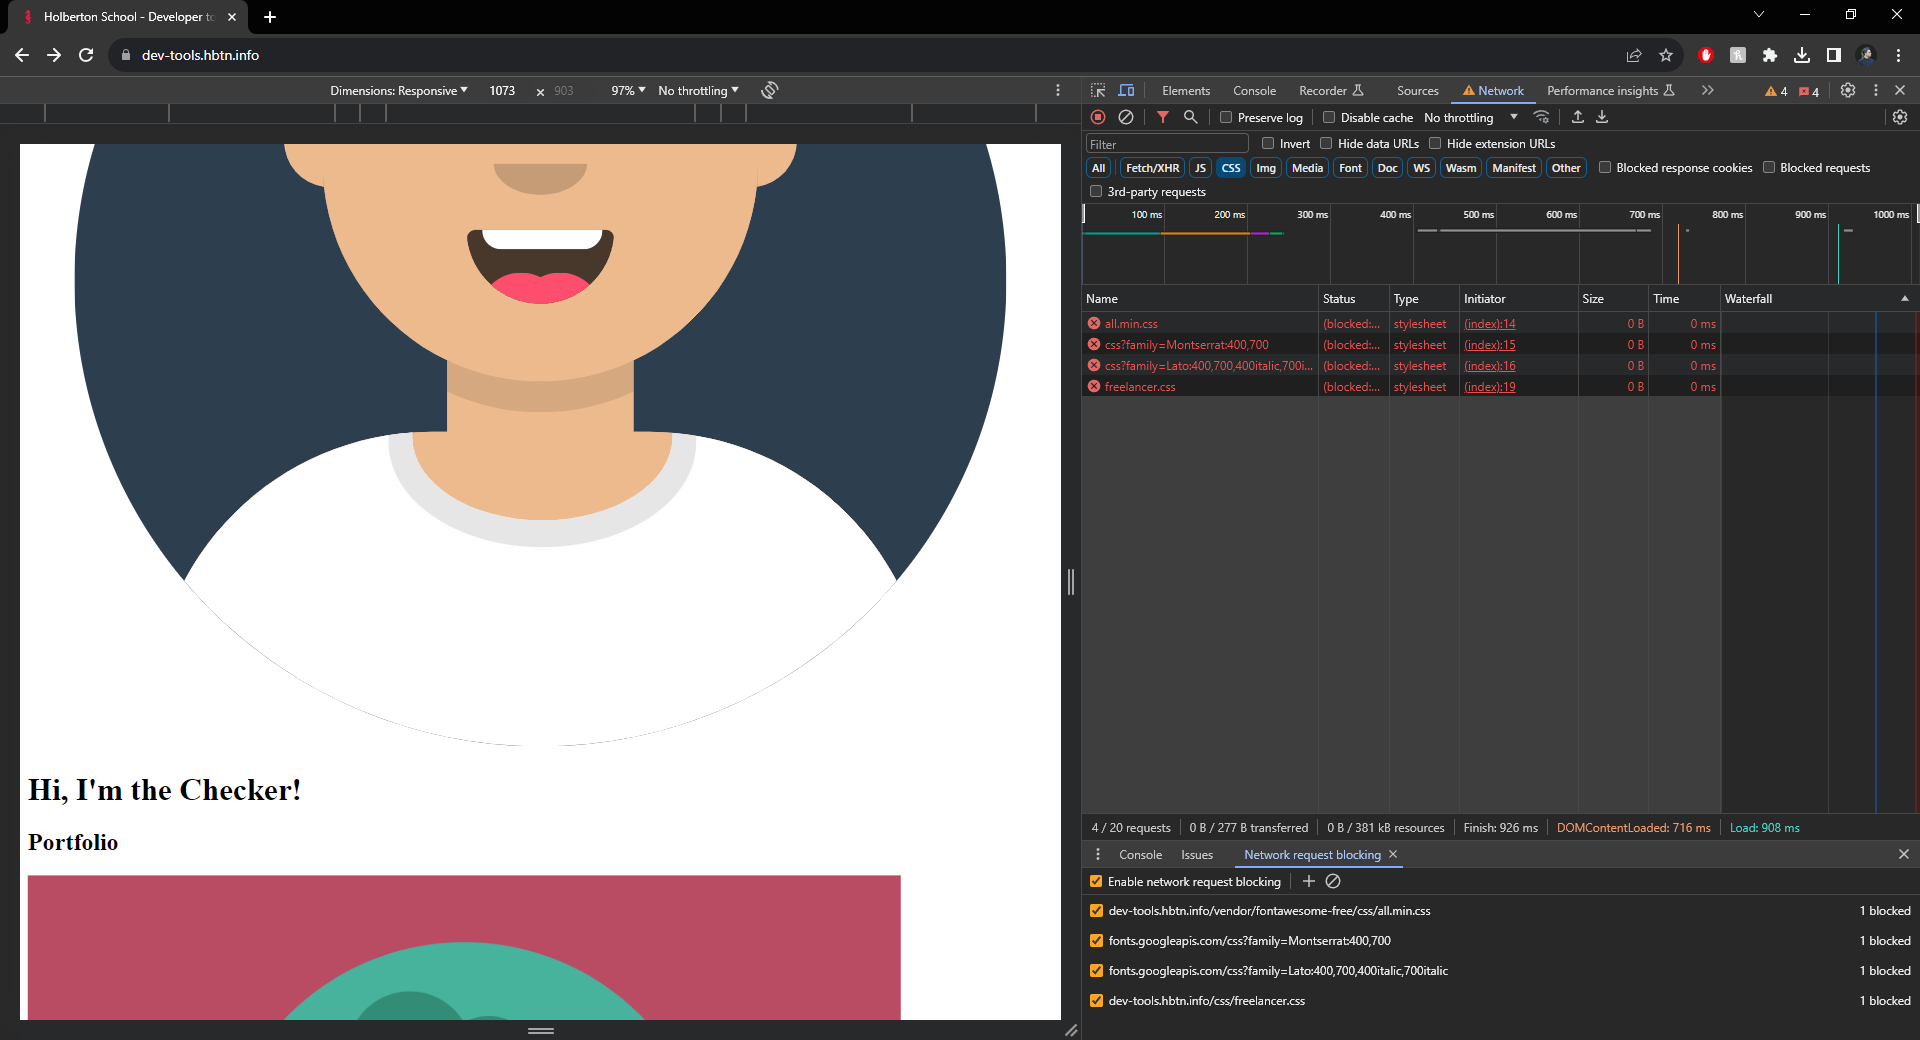 Holberton School - Developer to
dev-tools.hbtn.info
Dimensions: Responsive 1073 × 903 97% No throttling
Elements Console Recorder Sources Network Performance insights 4 4
Preserve log Disable cache No throttling
Filter Invert Hide data URLs Hide extension URLs
All Fetch/XHR JS CSS Img Media Font Doc WS Wasm Manifest Other Blocked response cookies Blocked requests
3rd-party requests
100 ms 200 ms 300 ms 400 ms 500 ms 600 ms 700 ms 800 ms 900 ms 1000 ms
Name Status Type Initiator Size Time Waterfall
all.min.css (blocked:... stylesheet (index):14 0 B 0 ms
css?family=Montserrat:400,700 (blocked:... stylesheet (index):15 0 B 0 ms
css?family=Lato:400,700,400italic,700i... (blocked:... stylesheet (index):16 0 B 0 ms
freelancer.css (blocked:... stylesheet (index):19 0 B 0 ms
Hi, I'm the Checker!
Portfolio
4 / 20 requests 0 B / 277 B transferred 0 B / 381 kB resources Finish: 926 ms DOMContentLoaded: 716 ms Load: 908 ms
Console Issues Network request blocking
Enable network request blocking
dev-tools.hbtn.info/vendor/fontawesome-free/css/all.min.css 1 blocked
fonts.googleapis.com/css?family=Montserrat:400,700 1 blocked
fonts.googleapis.com/css?family=Lato:400,700,400italic,700italic 1 blocked
dev-tools.hbtn.info/css/freelancer.css 1 blocked